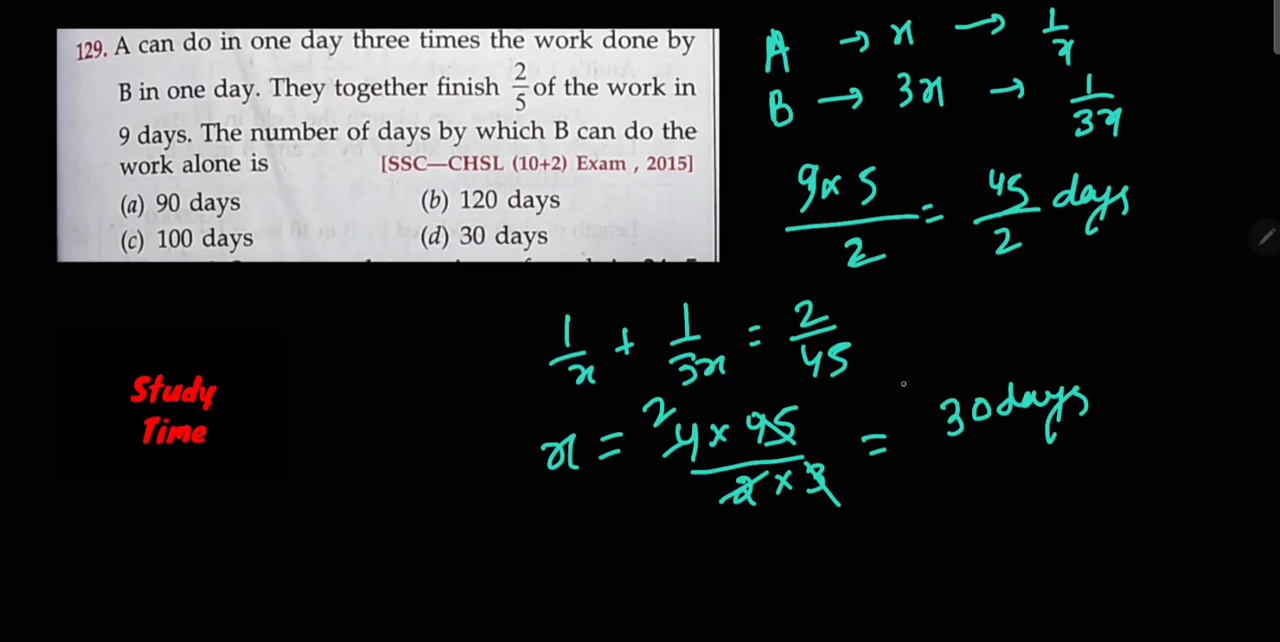 129. A can do in one day three times the work done by
B in one day. They together finish 2/5 of the work in
9 days. The number of days by which B can do the
work alone is [SSC—CHSL (10+2) Exam , 2015]
(a) 90 days (b) 120 days
(c) 100 days (d) 30 days
A → x → 1/x
B → 3x → 1/3x
9 x 5 / 2 = 45/2 days
1/x + 1/3x = 2/45
x = 2 4 x 45 / 2 x 3 = 30 days
Study
Time